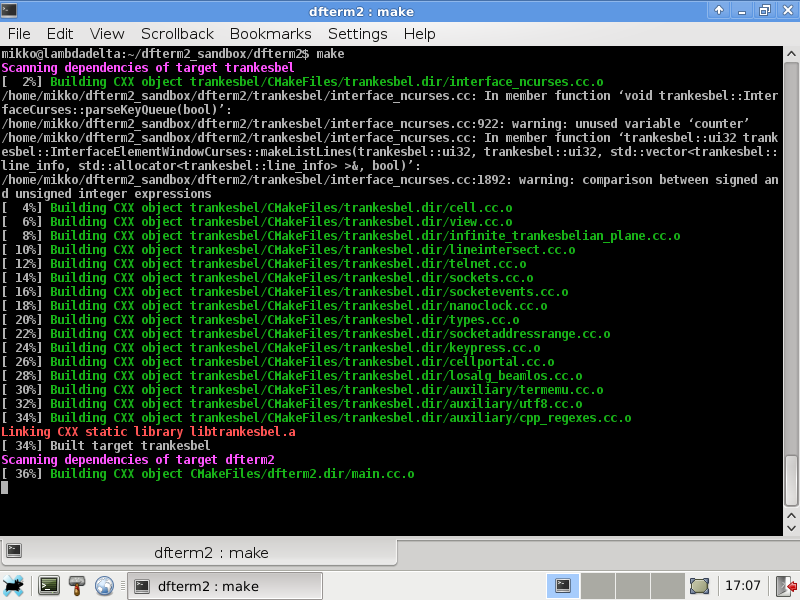 dfterm2 : make
File Edit View Scrollback Bookmarks Settings Help
mikko@lambdadelta:~/dfterm2_sandbox/dfterm2$ make
Scanning dependencies of target trankesbel
[  2%] Building CXX object trankesbel/CMakeFiles/trankesbel.dir/interface_ncurses.cc.o
/home/mikko/dfterm2_sandbox/dfterm2/trankesbel/interface_ncurses.cc: In member function ‘void trankesbel::Inter
faceCurses::parseKeyQueue(bool)’:
/home/mikko/dfterm2_sandbox/dfterm2/trankesbel/interface_ncurses.cc:922: warning: unused variable ‘counter’
/home/mikko/dfterm2_sandbox/dfterm2/trankesbel/interface_ncurses.cc: In member function ‘trankesbel::ui32 trank
esbel::InterfaceElementWindowCurses::makeListLines(trankesbel::ui32, trankesbel::ui32, std::vector<trankesbel::
line_info, std::allocator<trankesbel::line_info> >&, bool)’:
/home/mikko/dfterm2_sandbox/dfterm2/trankesbel/interface_ncurses.cc:1892: warning: comparison between signed an
d unsigned integer expressions
[  4%] Building CXX object trankesbel/CMakeFiles/trankesbel.dir/cell.cc.o
[  6%] Building CXX object trankesbel/CMakeFiles/trankesbel.dir/view.cc.o
[  8%] Building CXX object trankesbel/CMakeFiles/trankesbel.dir/infinite_trankesbelian_plane.cc.o
[ 10%] Building CXX object trankesbel/CMakeFiles/trankesbel.dir/lineintersect.cc.o
[ 12%] Building CXX object trankesbel/CMakeFiles/trankesbel.dir/telnet.cc.o
[ 14%] Building CXX object trankesbel/CMakeFiles/trankesbel.dir/sockets.cc.o
[ 16%] Building CXX object trankesbel/CMakeFiles/trankesbel.dir/socketevents.cc.o
[ 18%] Building CXX object trankesbel/CMakeFiles/trankesbel.dir/nanoclock.cc.o
[ 20%] Building CXX object trankesbel/CMakeFiles/trankesbel.dir/types.cc.o
[ 22%] Building CXX object trankesbel/CMakeFiles/trankesbel.dir/socketaddressrange.cc.o
[ 24%] Building CXX object trankesbel/CMakeFiles/trankesbel.dir/keypress.cc.o
[ 26%] Building CXX object trankesbel/CMakeFiles/trankesbel.dir/cellportal.cc.o
[ 28%] Building CXX object trankesbel/CMakeFiles/trankesbel.dir/losalg_beamlos.cc.o
[ 30%] Building CXX object trankesbel/CMakeFiles/trankesbel.dir/auxiliary/termemu.cc.o
[ 32%] Building CXX object trankesbel/CMakeFiles/trankesbel.dir/auxiliary/utf8.cc.o
[ 34%] Building CXX object trankesbel/CMakeFiles/trankesbel.dir/auxiliary/cpp_regexes.cc.o
Linking CXX static library libtrankesbel.a
[ 34%] Built target trankesbel
Scanning dependencies of target dfterm2
[ 36%] Building CXX object CMakeFiles/dfterm2.dir/main.cc.o
dfterm2 : make
dfterm2 : make
17:07